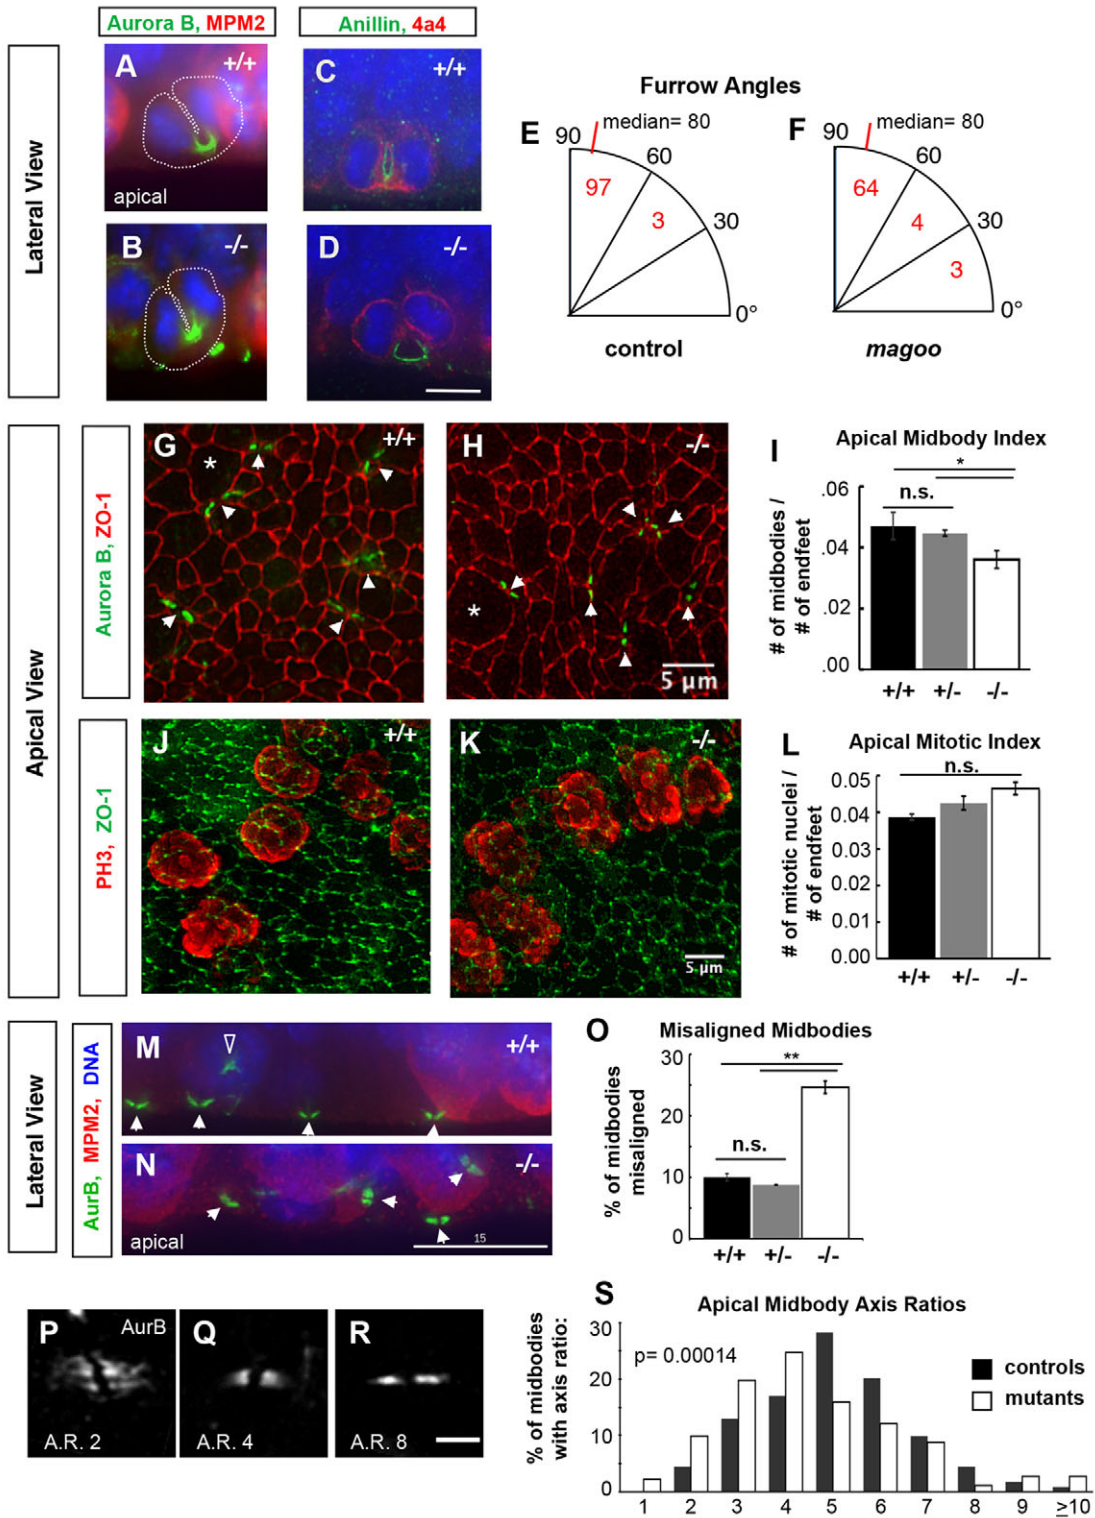 Aurora B, MPM2
Anillin, 4a4
Lateral View
A
+/+
apical
C
+/+
B
-/-
D
-/-
Furrow Angles
E
90
median= 80
60
97
3
30
0°
control
F
90
median= 80
60
64
4
30
3
0°
magoo
Apical View
Aurora B, ZO-1
G
+/+
*
H
-/-
*
5 µm
I
Apical Midbody Index
*
n.s.
.06
.04
.02
.00
# of midbodies /
# of endfeet
+/+
+/-
-/-
PH3, ZO-1
J
+/+
K
-/-
5 µm
L
Apical Mitotic Index
n.s.
0.05
0.04
0.03
0.02
0.01
0.00
# of mitotic nuclei /
# of endfeet
+/+
+/-
-/-
Lateral View
AurB, MPM2, DNA
M
+/+
N
-/-
apical
15
O
Misaligned Midbodies
**
n.s.
30
20
10
0
% of midbodies
misaligned
+/+
+/-
-/-
P
AurB
A.R. 2
Q
A.R. 4
R
A.R. 8
S
Apical Midbody Axis Ratios
p= 0.00014
controls
mutants
30
20
10
0
% of midbodies
with axis ratio:
1
2
3
4
5
6
7
8
9
≥10